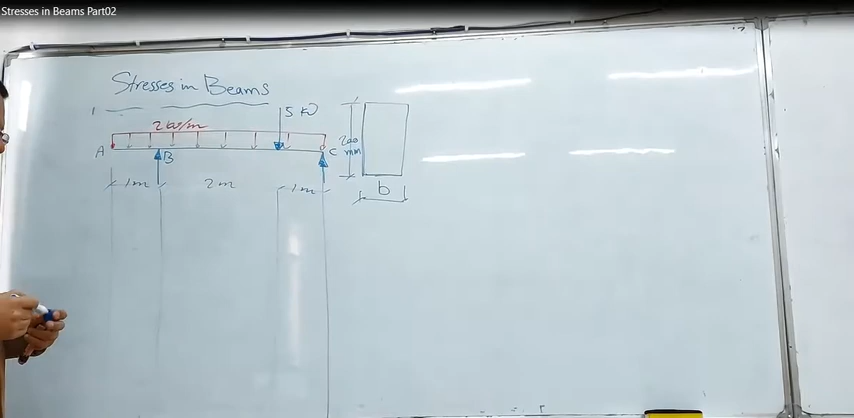 Stresses in Beams Part02
Stresses in Beams
5 kN
2 kN/m
A
B
C
200
mm
b
1m
2m
1m